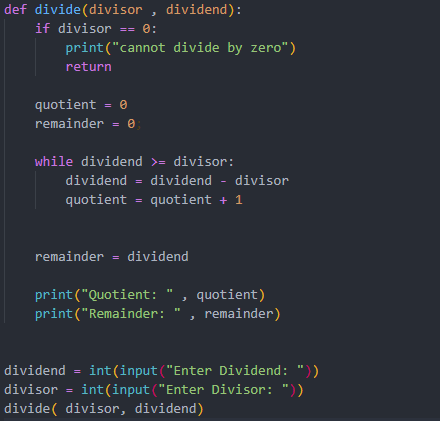 def divide(divisor , dividend):
    if divisor == 0:
        print("cannot divide by zero")
        return
    quotient = 0
    remainder = 0
    while dividend >= divisor:
        dividend = dividend - divisor
        quotient = quotient + 1
    remainder = dividend
    print("Quotient: " , quotient)
    print("Remainder: " , remainder)
dividend = int(input("Enter Dividend: "))
divisor = int(input("Enter Divisor: "))
divide( divisor, dividend)